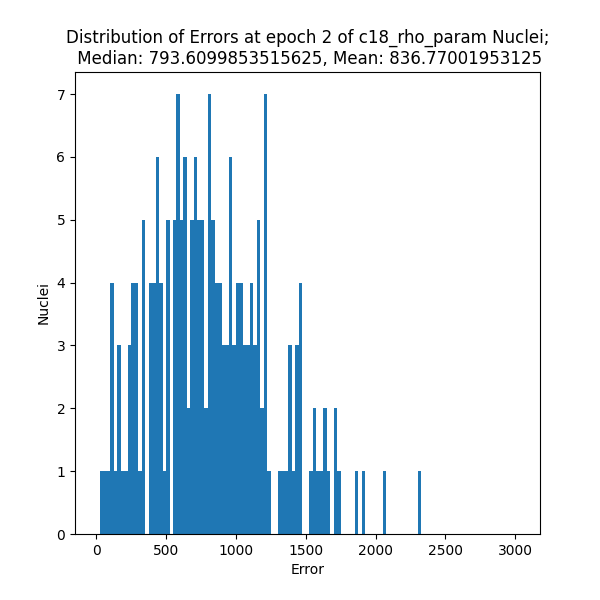 Distribution of Errors at epoch 2 of c18_rho_param Nuclei;
Median: 793.6099853515625, Mean: 836.77001953125
7
6
5
4
3
2
1
0
Nuclei
0 500 1000 1500 2000 2500 3000
Error